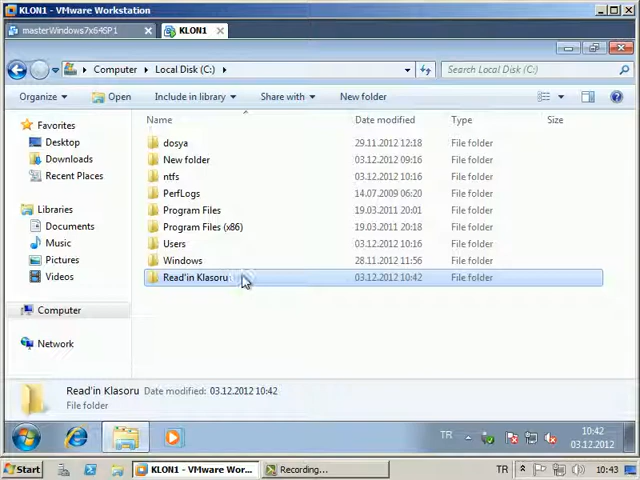 KLON1 - VMware Workstation
masterWindows7x64SP1
KLON1
Computer
Local Disk (C:)
Search Local Disk (C:)
Organize
Open
Include in library
Share with
New folder
Name
Date modified
Type
Size
Favorites
Desktop
Downloads
Recent Places
Libraries
Documents
Music
Pictures
Videos
Computer
Network
dosya 29.11.2012 12:18 File folder
New folder 03.12.2012 09:16 File folder
ntfs 03.12.2012 10:16 File folder
PerfLogs 14.07.2009 06:20 File folder
Program Files 19.03.2011 20:01 File folder
Program Files (x86) 19.03.2011 20:18 File folder
Users 03.12.2012 10:16 File folder
Windows 28.11.2012 11:56 File folder
Read'in Klasoru 03.12.2012 10:42 File folder
Read'in Klasoru Date modified: 03.12.2012 10:42
File folder
TR
10:42
03.12.2012
Start
KLON1 - VMware Wor...
Recording...
TR
10:43